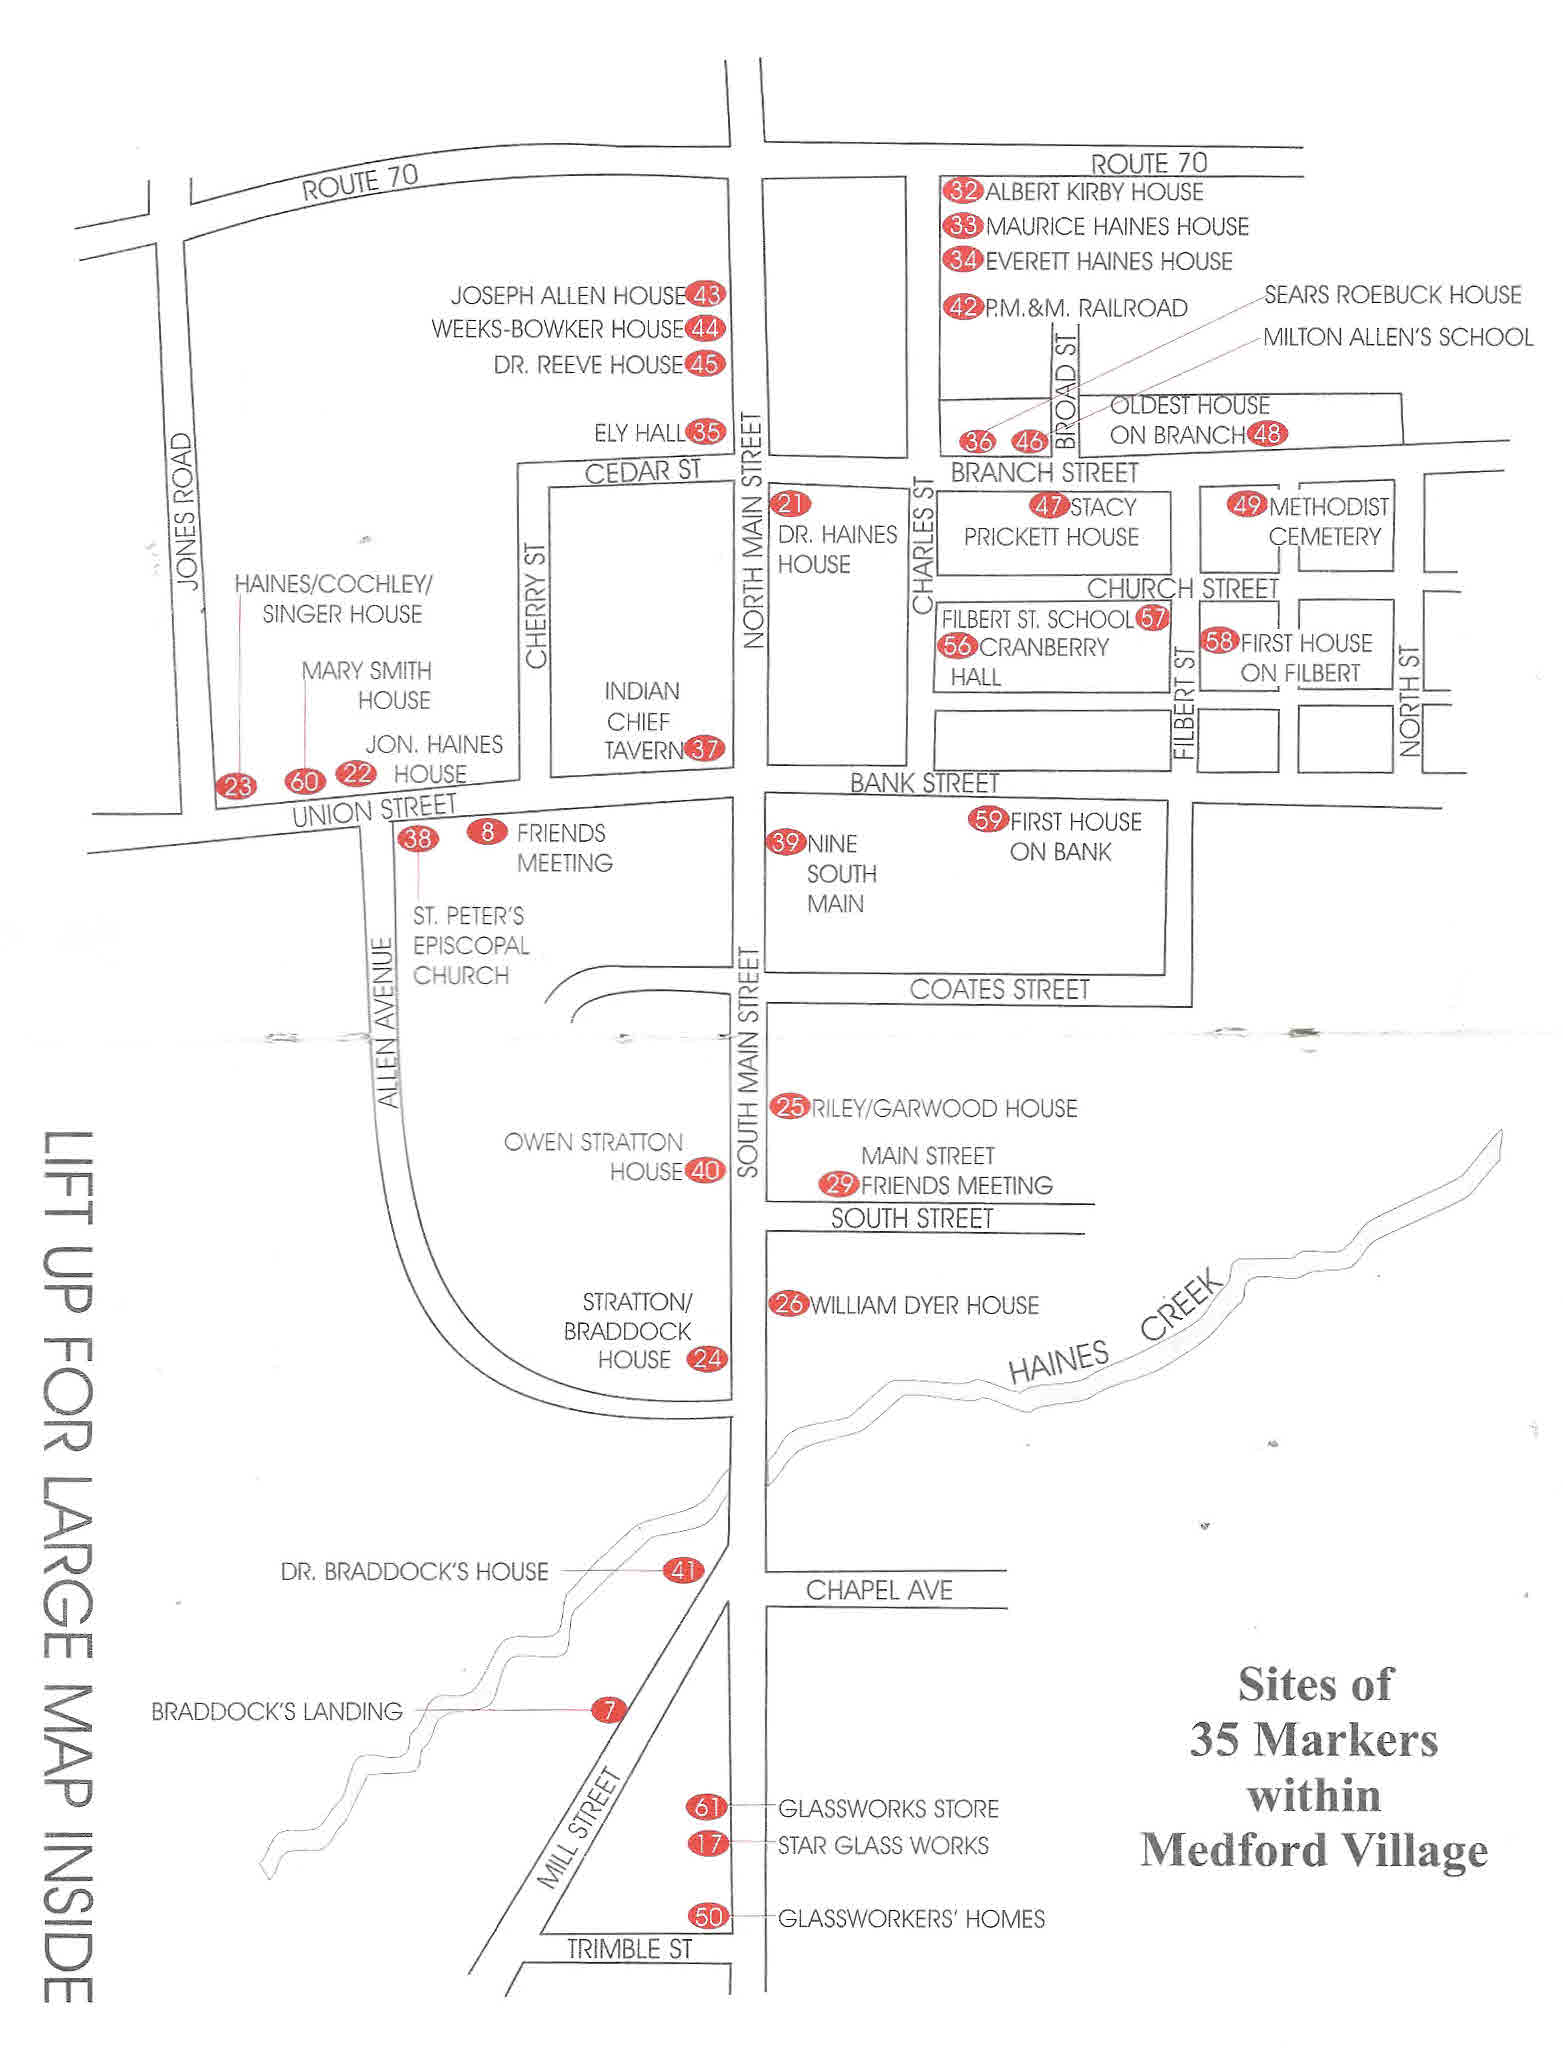 ROUTE 70
ROUTE 70
32 ALBERT KIRBY HOUSE
33 MAURICE HAINES HOUSE
34 EVERETT HAINES HOUSE
42 P.M.&M. RAILROAD
SEARS ROEBUCK HOUSE
MILTON ALLEN'S SCHOOL
JOSEPH ALLEN HOUSE 43
WEEKS-BOWKER HOUSE 44
DR. REEVE HOUSE 45
ELY HALL 35
BROAD ST
OLDEST HOUSE
ON BRANCH 48
36
46
CEDAR ST
BRANCH STREET
JONES ROAD
NORTH MAIN STREET
CHARLES ST
CHERRY ST
21
DR. HAINES
HOUSE
47 STACY
PRICKETT HOUSE
49 METHODIST
CEMETERY
CHURCH STREET
HAINES/COCHLEY/
SINGER HOUSE
FILBERT ST. SCHOOL 57
56 CRANBERRY
HALL
58 FIRST HOUSE
ON FILBERT
FILBERT ST
NORTH ST
MARY SMITH
HOUSE
INDIAN
CHIEF
TAVERN 37
JON. HAINES
22 HOUSE
23
60
UNION STREET
BANK STREET
38
8 FRIENDS
MEETING
39 NINE
SOUTH
MAIN
59 FIRST HOUSE
ON BANK
ST. PETER'S
EPISCOPAL
CHURCH
ALLEN AVENUE
SOUTH MAIN STREET
COATES STREET
25 RILEY/GARWOOD HOUSE
OWEN STRATTON
HOUSE 40
MAIN STREET
29 FRIENDS MEETING
SOUTH STREET
26 WILLIAM DYER HOUSE
STRATTON/
BRADDOCK
HOUSE 24
HAINES CREEK
DR. BRADDOCK'S HOUSE 41
CHAPEL AVE
BRADDOCK'S LANDING 7
MILL STREET
61 GLASSWORKS STORE
17 STAR GLASS WORKS
50 GLASSWORKERS' HOMES
TRIMBLE ST
Sites of
35 Markers
within
Medford Village
LIFT UP FOR LARGE MAP INSIDE